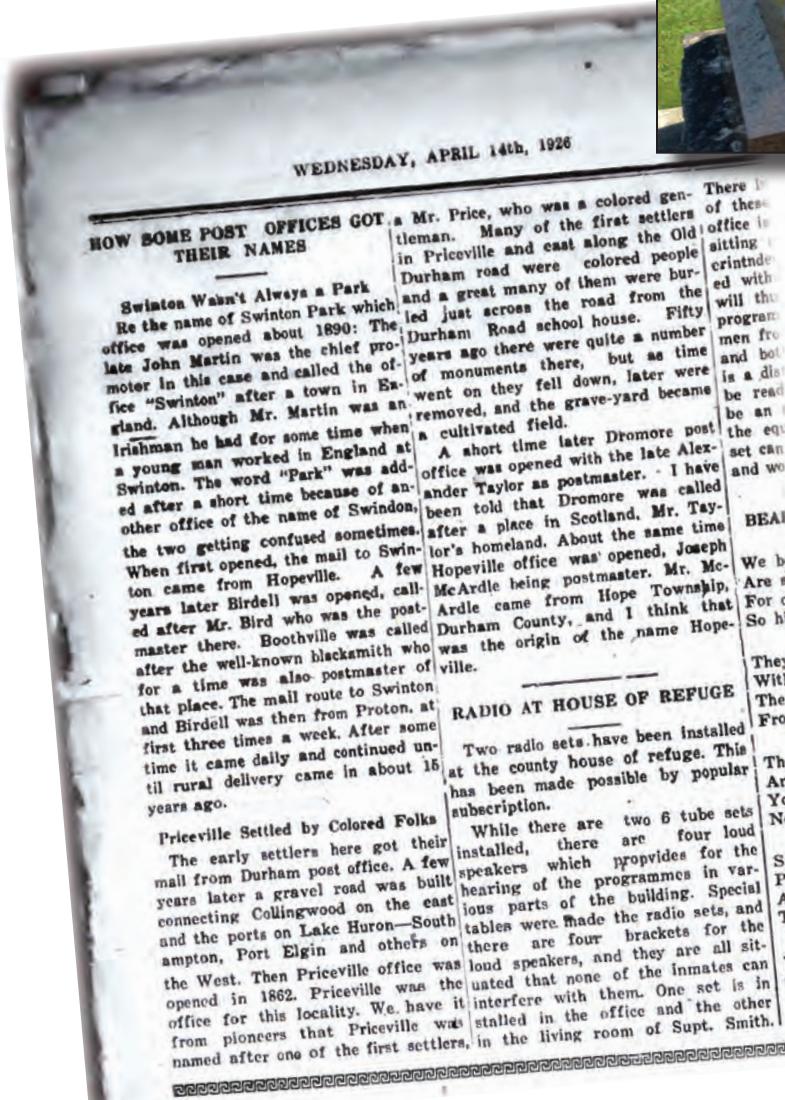 WEDNESDAY, APRIL 14th, 1926
HOW SOME POST OFFICES GOT
THEIR NAMES
Swinton Wasn't Always a Park
Re the name of Swinton Park which
office was opened about 1890: The
late John Martin was the chief pro-
moter in this case and called the of-
fice "Swinton" after a town in En-
gland. Although Mr. Martin was an
Irishman he had for some time when
a young man worked in England at
Swinton. The word "Park" was add-
ed after a short time because of an-
other office of the name of Swindon,
the two getting confused sometimes.
When first opened, the mail to Swin-
ton came from Hopeville. A few
years later Birdell was opened, call-
ed after Mr. Bird who was the post-
master there. Boothville was called
after the well-known blacksmith who
for a time was also postmaster of
that place. The mail route to Swinton
and Birdell was then from Proton, at
first three times a week. After some
time it came daily and continued un-
til rural delivery came in about 15
years ago.
Priceville Settled by Colored Folks
The early settlers here got their
mail from Durham post office. A few
years later a gravel road was built
connecting Collingwood on the east
and the ports on Lake Huron—South
ampton, Port Elgin and others on
the West. Then Priceville office was
opened in 1862. Priceville was the
office for this locality. We have it
from pioneers that Priceville was
named after one of the first settlers,
a Mr. Price, who was a colored gen-
tleman. Many of the first settlers
in Priceville and east along the Old
Durham road were colored people
and a great many of them were bur-
ied just across the road from the
Durham Road school house. Fifty
years ago there were quite a number
of monuments there, but as time
went on they fell down, later were
removed, and the grave-yard became
a cultivated field.
A short time later Dromore post
office was opened with the late Alex-
ander Taylor as postmaster. I have
been told that Dromore was called
after a place in Scotland, Mr. Tay-
lor's homeland. About the same time
Hopeville office was opened, Joseph
McArdle being postmaster. Mr. Mc-
Ardle came from Hope Township,
Durham County, and I think that
was the origin of the name Hope-
ville.
RADIO AT HOUSE OF REFUGE
Two radio sets have been installed
at the county house of refuge. This
has been made possible by popular
subscription.
While there are two 6 tube sets
installed, there are four loud
speakers which propvides for the
hearing of the programmes in var-
ious parts of the building. Special
tables were made the radio sets, and
there are four brackets for the
loud speakers, and they are all sit-
uated that none of the inmates can
interfere with them. One set is in
stalled in the office and the other
in the living room of Supt. Smith.
There
of these
office
sitting
crintnde
ed with
will
program
men
and
is a
be read
be an
the
set can
and
We
Are
For
So
They
With
The